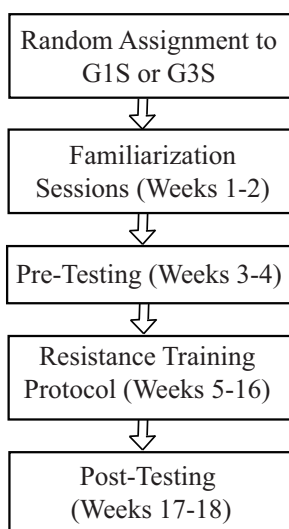 Random Assignment to
G1S or G3S
Familiarization
Sessions (Weeks 1-2)
Pre-Testing (Weeks 3-4)
Resistance Training
Protocol (Weeks 5-16)
Post-Testing
(Weeks 17-18)